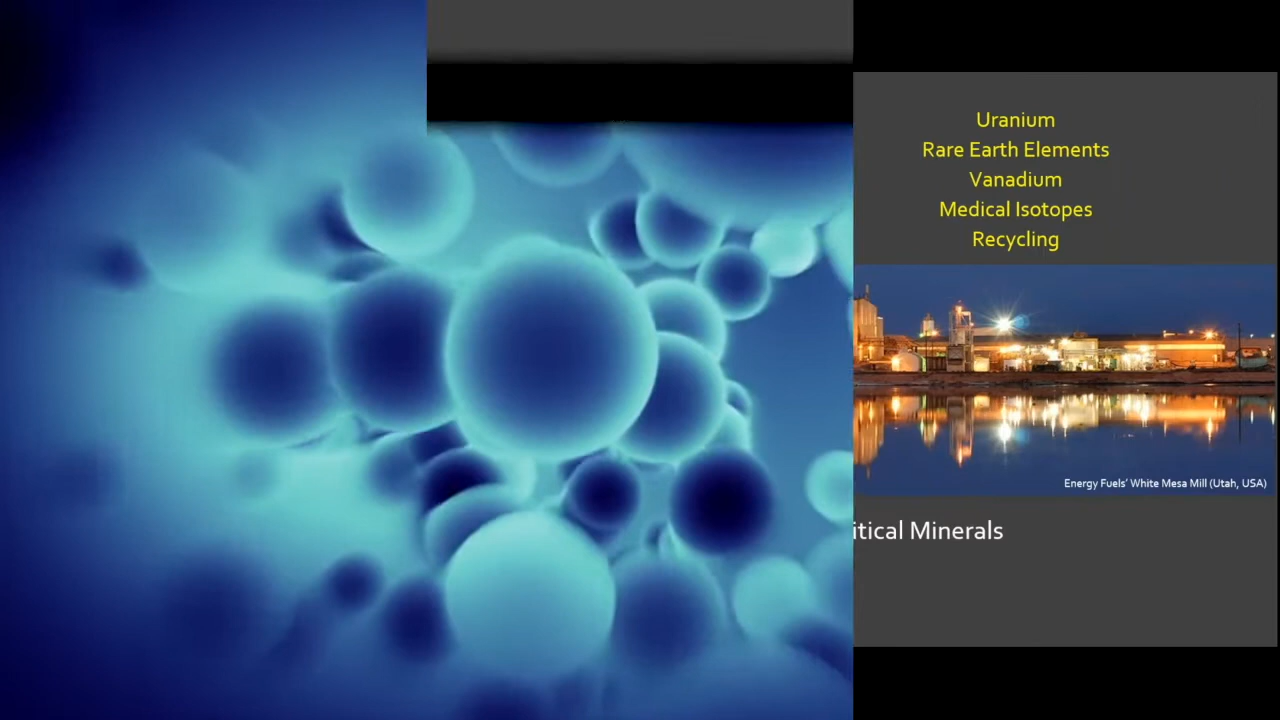 Uranium
Rare Earth Elements
Vanadium
Medical Isotopes
Recycling
Energy Fuels' White Mesa Mill (Utah, USA)
itical Minerals